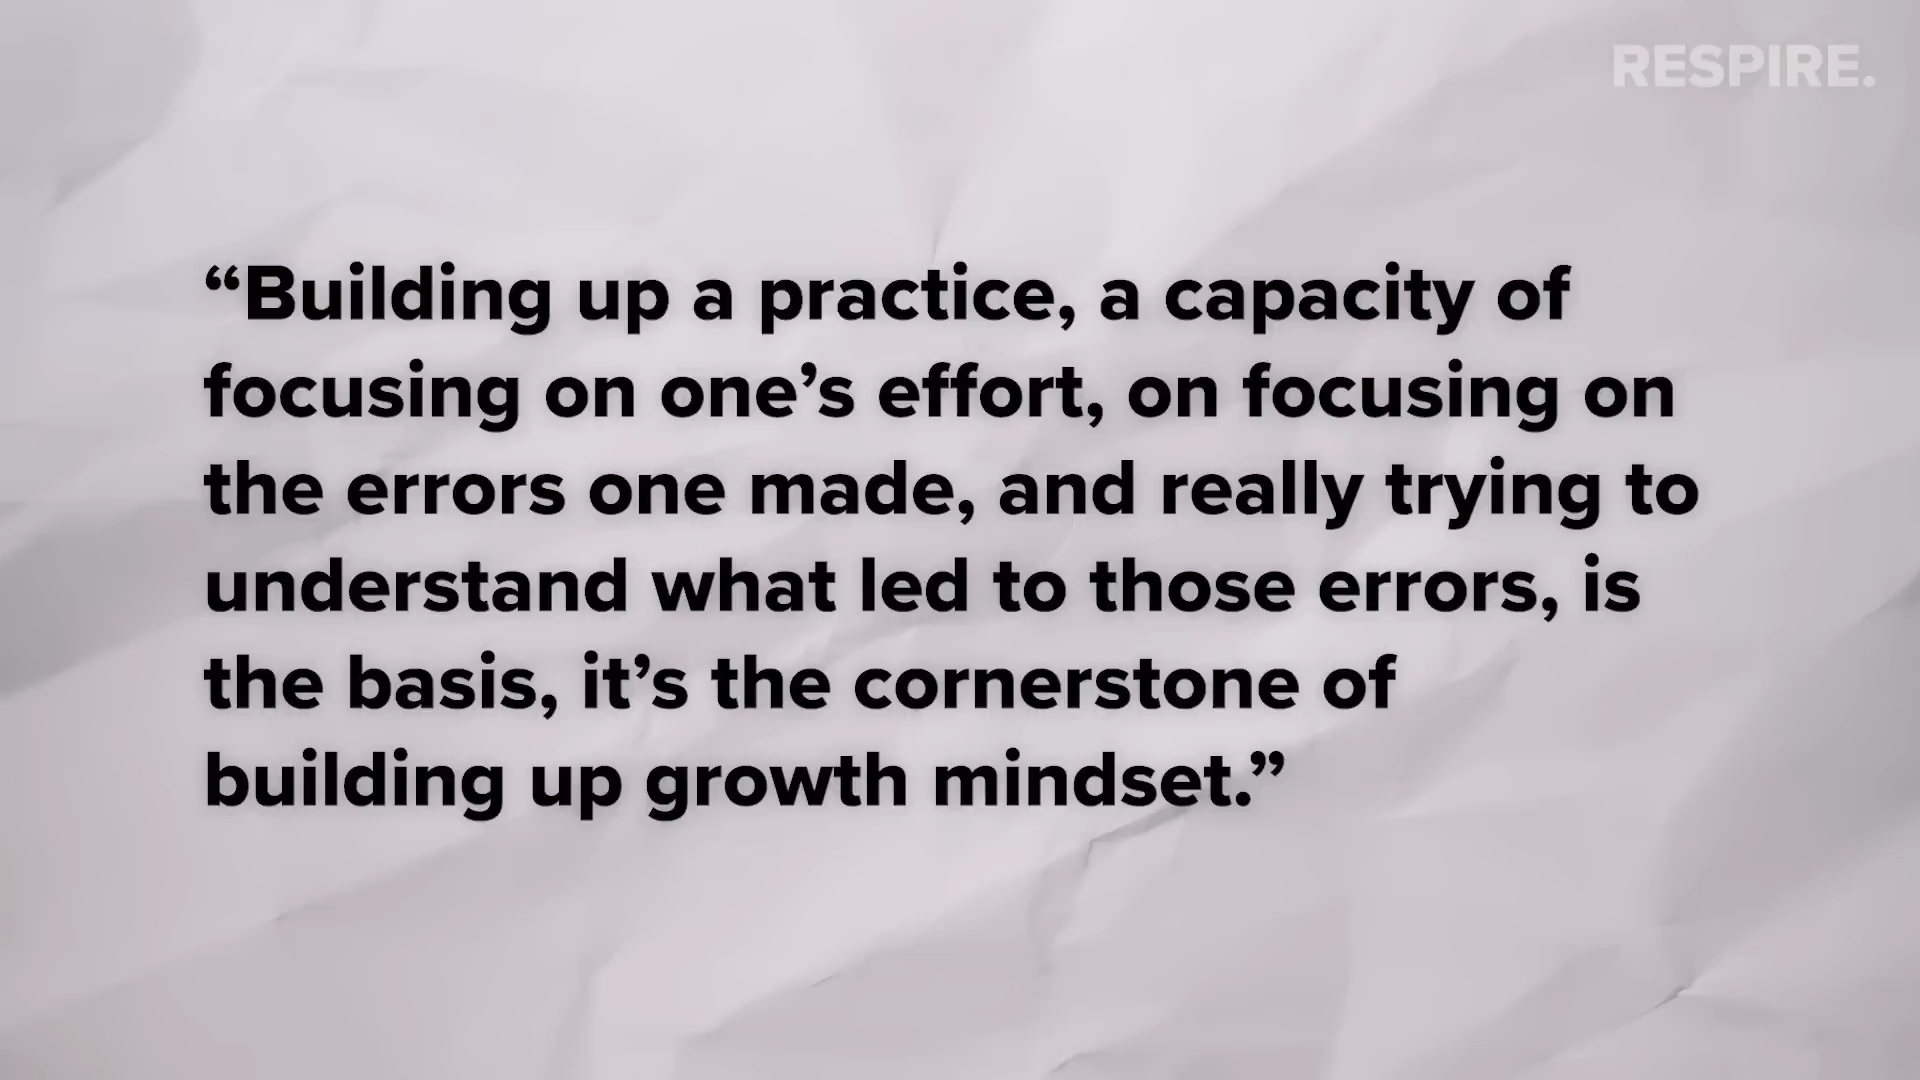 RESPIRE.
“Building up a practice, a capacity of
focusing on one’s effort, on focusing on
the errors one made, and really trying to
understand what led to those errors, is
the basis, it’s the cornerstone of
building up growth mindset.”